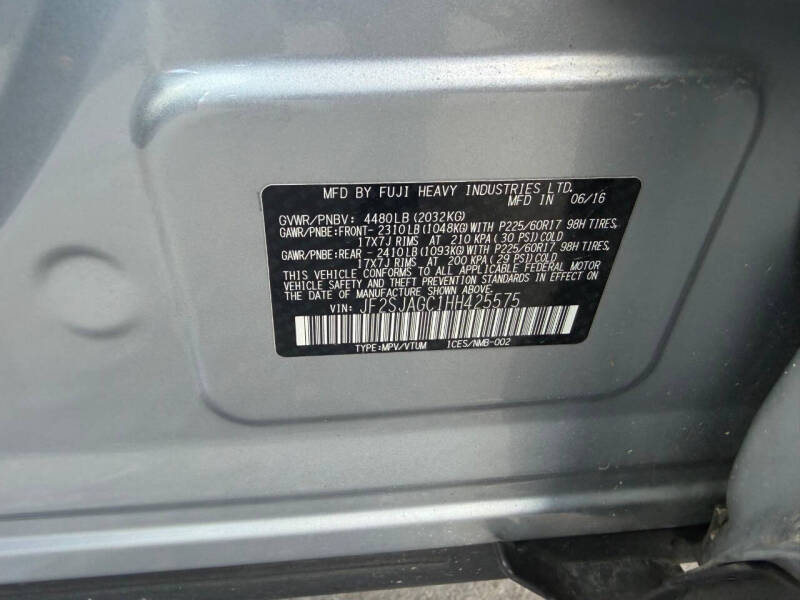 MFD BY FUJI HEAVY INDUSTRIES LTD.
MFD IN 06/16
GVWR/PNBV: 4480LB(2032KG)
GAWR/PNBE:FRONT- 2310LB(1048KG)WITH P225/60R17 98H TIRES,
17X7J RIMS AT 210 KPA( 30 PSI)COLD
GAWR/PNBE:REAR -2410LB(1093KG)WITH P225/60R17 98H TIRES,
17X7J RIMS AT 200 KPA( 29 PSI)COLD
THIS VEHICLE CONFORMS TO ALL APPLICABLE FEDERAL MOTOR
VEHICLE SAFETY AND THEFT PREVENTION STANDARDS IN EFFECT ON
THE DATE OF MANUFACTURE SHOWN ABOVE.
VIN: JF2SJAGC1HH425575
TYPE:MPV/VTUM ICES/NMB-002